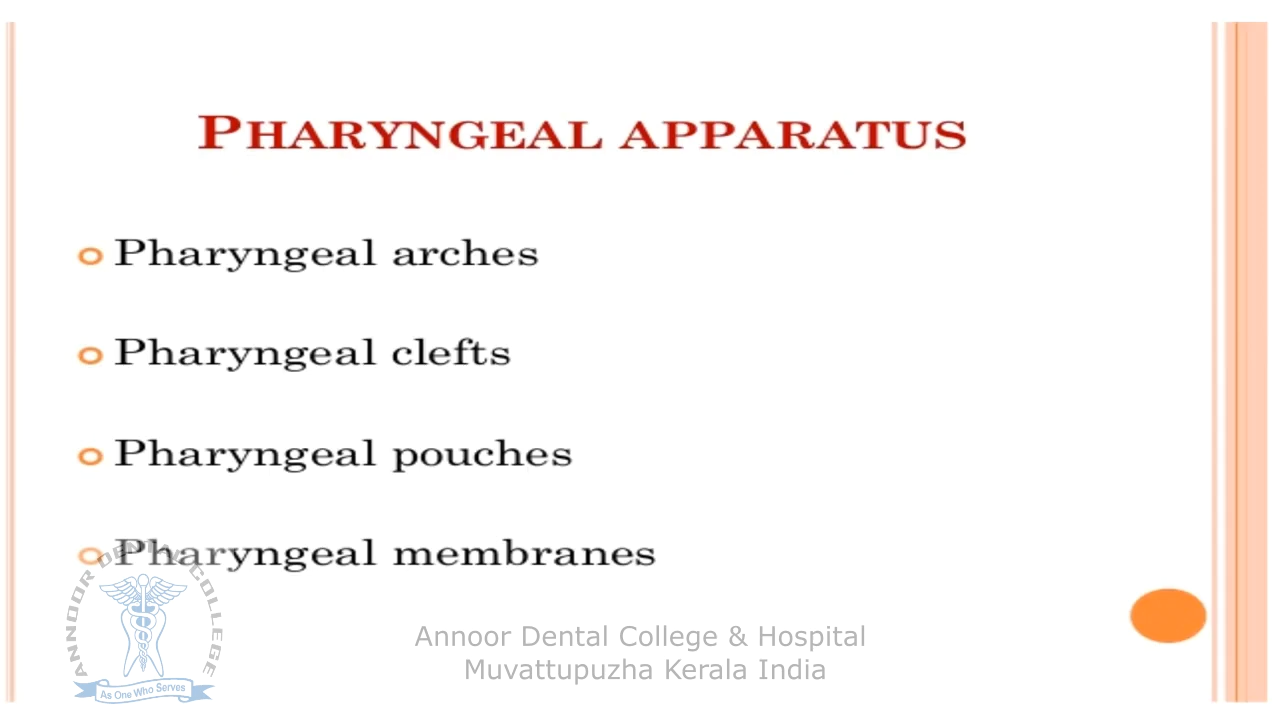 PHARYNGEAL APPARATUS
Pharyngeal arches
Pharyngeal clefts
Pharyngeal pouches
Pharyngeal membranes
ANNOOR DENTAL COLLEGE
As One Who Serves
Annoor Dental College & Hospital
Muvattupuzha Kerala India